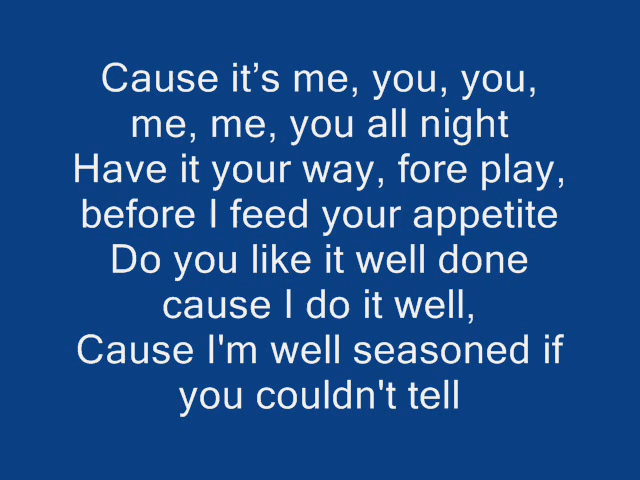 Cause it’s me, you, you,
me, me, you all night
Have it your way, fore play,
before I feed your appetite
Do you like it well done
cause I do it well,
Cause I'm well seasoned if
you couldn't tell